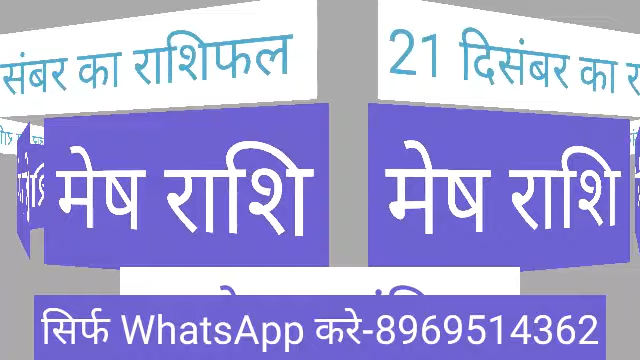 संबर का राशिफल
21 दिसंबर का रा
मेष राशि
मेष राशि
सिर्फ WhatsApp करे-8969514362